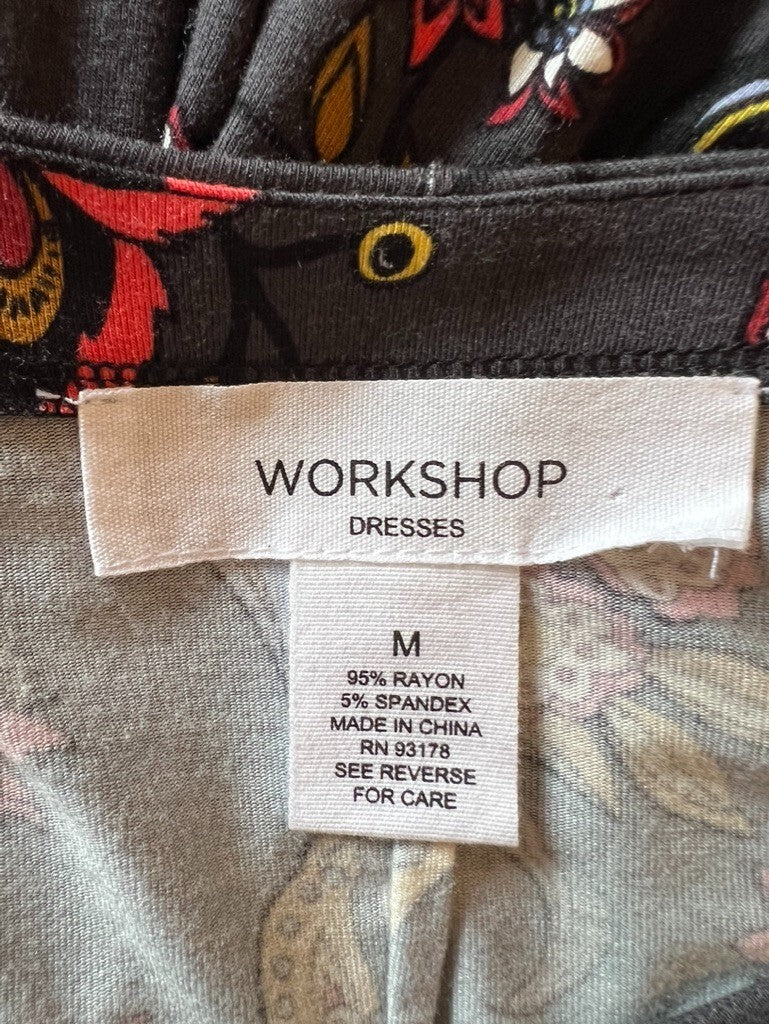 WORKSHOP
DRESSES
M
95% RAYON
5% SPANDEX
MADE IN CHINA
RN 93178
SEE REVERSE
FOR CARE